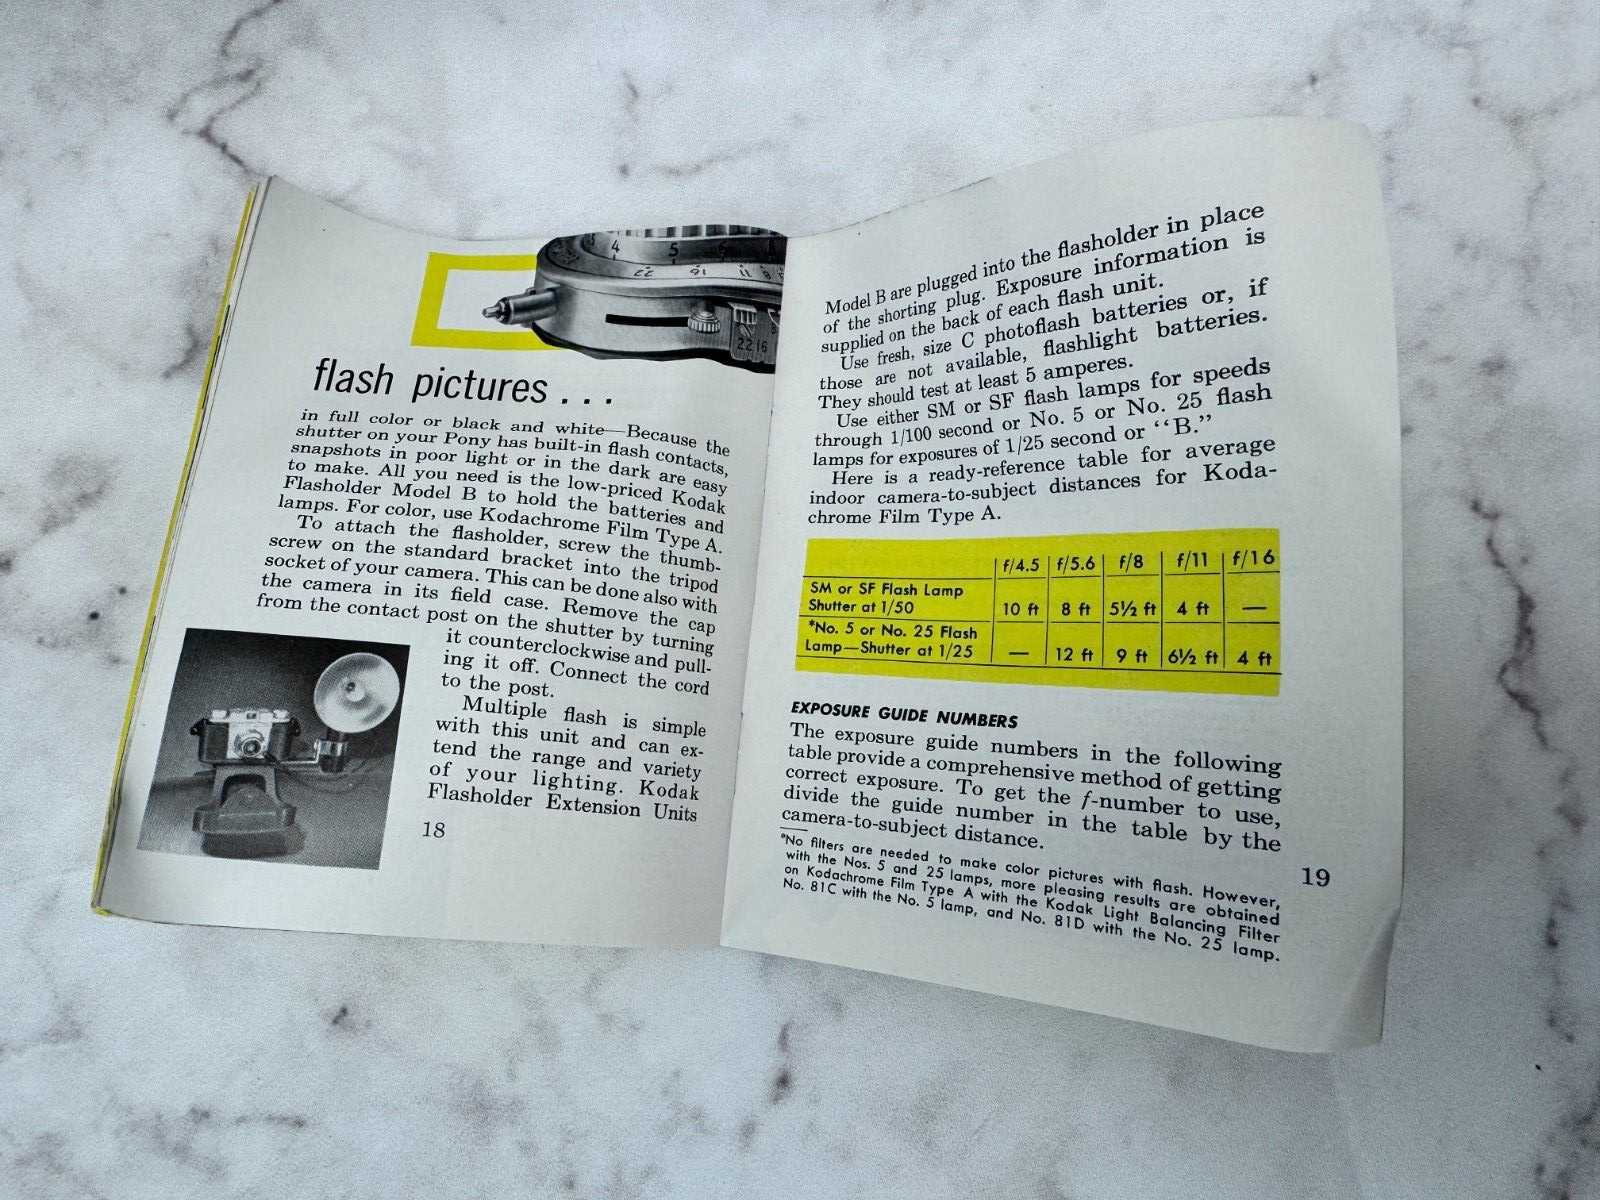 flash pictures . . .
in full color or black and white—Because the
shutter on your Pony has built-in flash contacts,
snapshots in poor light or in the dark are easy
to make. All you need is the low-priced Kodak
Flasholder Model B to hold the batteries and
lamps. For color, use Kodachrome Film Type A.
To attach the flasholder, screw the thumb-
screw on the standard bracket into the tripod
socket of your camera. This can be done also with
the camera in its field case. Remove the cap
from the contact post on the shutter by turning
it counterclockwise and pull-
ing it off. Connect the cord
to the post.
Multiple flash is simple
with this unit and can ex-
tend the range and variety
of your lighting. Kodak
Flasholder Extension Units
18
4 5 6
22 16 11 8
22 16
Model B are plugged into the flasholder in place
of the shorting plug. Exposure information is
supplied on the back of each flash unit.
Use fresh, size C photoflash batteries or, if
those are not available, flashlight batteries.
They should test at least 5 amperes.
Use either SM or SF flash lamps for speeds
through 1/100 second or No. 5 or No. 25 flash
lamps for exposures of 1/25 second or “B.”
Here is a ready-reference table for average
indoor camera-to-subject distances for Koda-
chrome Film Type A.
f/4.5 f/5.6 f/8 f/11 f/16
SM or SF Flash Lamp
Shutter at 1/50 10 ft 8 ft 5½ ft 4 ft —
*No. 5 or No. 25 Flash
Lamp—Shutter at 1/25 — 12 ft 9 ft 6½ ft 4 ft
EXPOSURE GUIDE NUMBERS
The exposure guide numbers in the following
table provide a comprehensive method of getting
correct exposure. To get the f-number to use,
divide the guide number in the table by the
camera-to-subject distance.
*No filters are needed to make color pictures with flash. However,
with the Nos. 5 and 25 lamps, more pleasing results are obtained
on Kodachrome Film Type A with the Kodak Light Balancing Filter
No. 81C with the No. 5 lamp, and No. 81D with the No. 25 lamp.
19